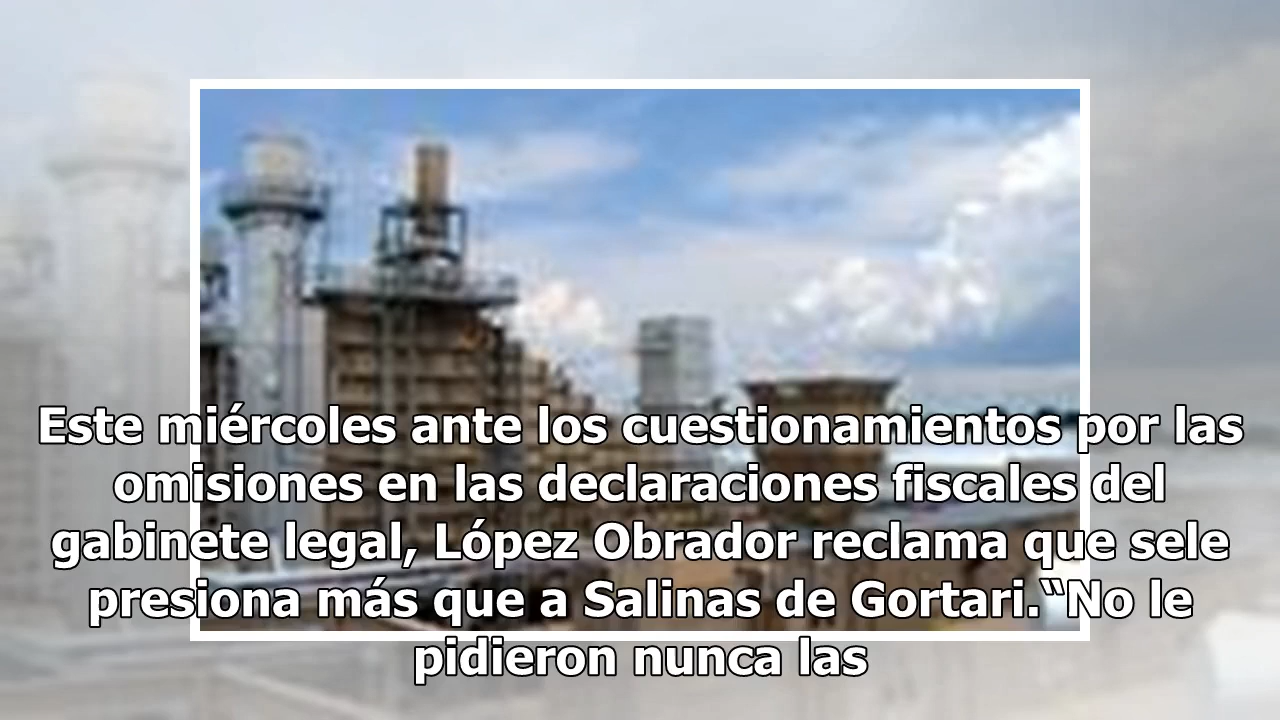 Este miércoles ante los cuestionamientos por las
omisiones en las declaraciones fiscales del
gabinete legal, López Obrador reclama que sele
presiona más que a Salinas de Gortari.“No le
pidieron nunca las